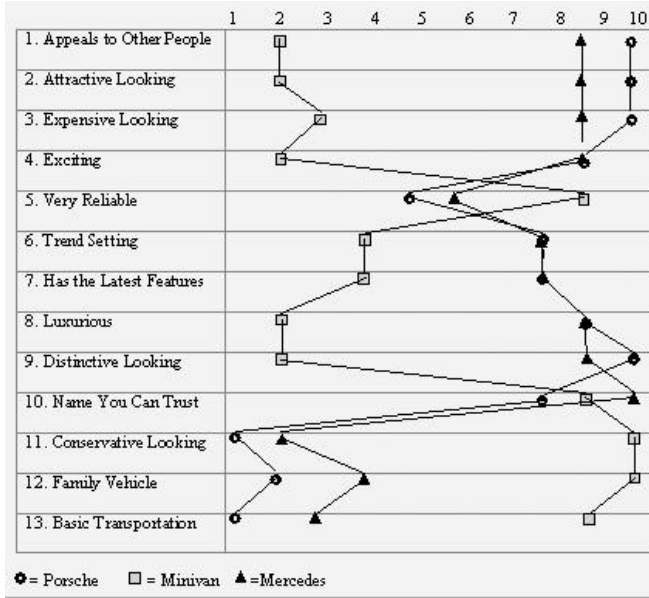 1 2 3 4 5 6 7 8 9 10
1. Appeals to Other People
2. Attractive Looking
3. Expensive Looking
4. Exciting
5. Very Reliable
6. Trend Setting
7. Has the Latest Features
8. Luxurious
9. Distinctive Looking
10. Name You Can Trust
11. Conservative Looking
12. Family Vehicle
13. Basic Transportation
= Porsche = Minivan =Mercedes